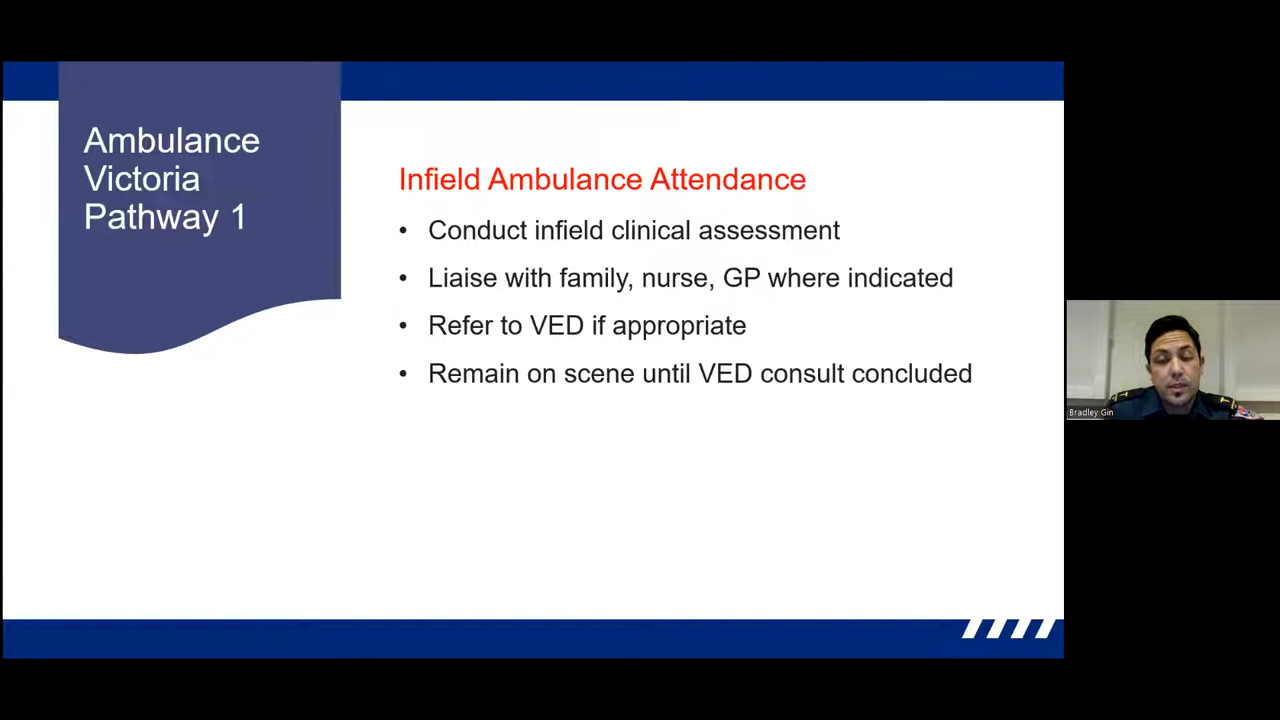 Ambulance
Victoria
Pathway 1
Infield Ambulance Attendance
• Conduct infield clinical assessment
• Liaise with family, nurse, GP where indicated
• Refer to VED if appropriate
• Remain on scene until VED consult concluded
Bradley Gin